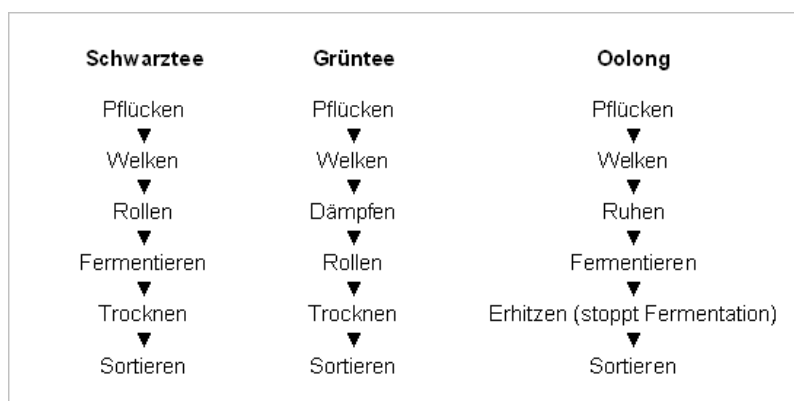 Schwarztee Grüntee Oolong
Pflücken Pflücken Pflücken
Welken Welken Welken
Rollen Dämpfen Ruhen
Fermentieren Rollen Fermentieren
Trocknen Trocknen Erhitzen (stoppt Fermentation)
Sortieren Sortieren Sortieren